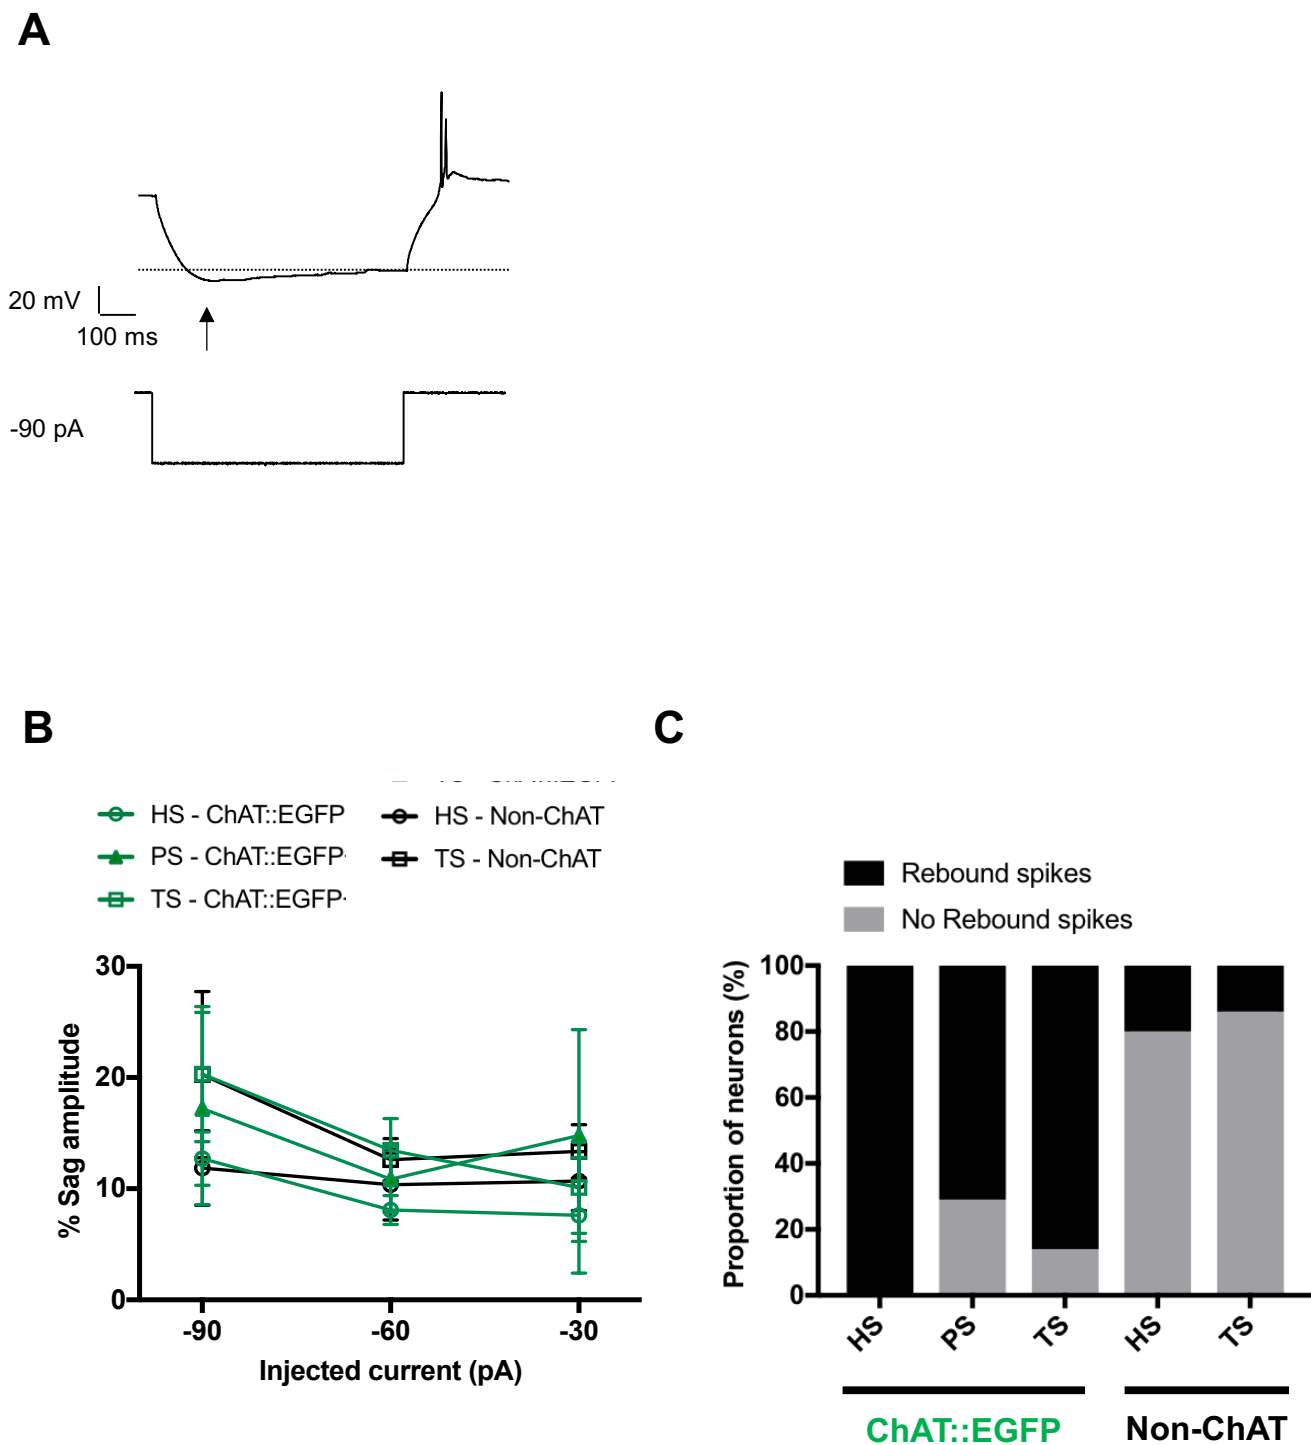 A
20 mV
100 ms
-90 pA
B
HS - ChAT::EGFP
PS - ChAT::EGFP
TS - ChAT::EGFP
HS - Non-ChAT
TS - Non-ChAT
30
20
10
0
% Sag amplitude
-90 -60 -30
Injected current (pA)
C
Rebound spikes
No Rebound spikes
100
80
60
40
20
0
Proportion of neurons (%)
HS PS TS HS TS
ChAT::EGFP Non-ChAT